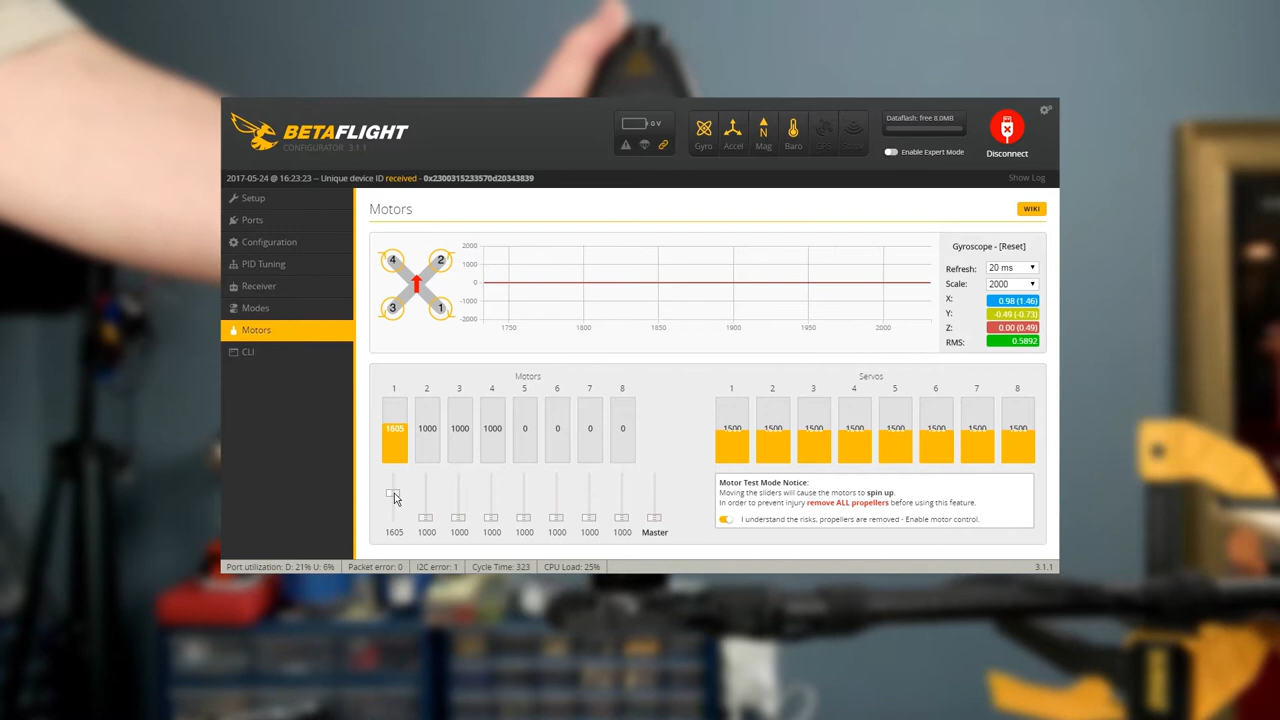 BETAFLIGHT
CONFIGURATOR 3.1.1
0 V
Gyro
Accel
Mag
Baro
GPS
Dataflash: free 8.0MB
Enable Expert Mode
Disconnect
2017-05-24 @ 16:23:23 -- Unique device ID received - 0x2300315233570d20343839
Show Log
Setup
Ports
Configuration
PID Tuning
Receiver
Modes
Motors
CLI
Motors
WIKI
4 2
3 1
2000
1000
0
-1000
-2000
1750 1800 1850 1900 1950 2000
Gyroscope - [Reset]
Refresh: 20 ms
Scale: 2000
X: 0.98 (1.46)
Y: -0.49 (-0.73)
Z: 0.00 (0.49)
RMS: 0.5892
Motors
1 2 3 4 5 6 7 8
1605 1000 1000 1000 0 0 0 0
1605 1000 1000 1000 1000 1000 1000 1000 Master
Servos
1 2 3 4 5 6 7 8
1500 1500 1500 1500 1500 1500 1500 1500
Motor Test Mode Notice:
Moving the sliders will cause the motors to spin up.
In order to prevent injury remove ALL propellers before using this feature.
I understand the risks, propellers are removed - Enable motor control.
Port utilization: D: 21% U: 6% Packet error: 0 I2C error: 1 Cycle Time: 323 CPU Load: 25% 3.1.1